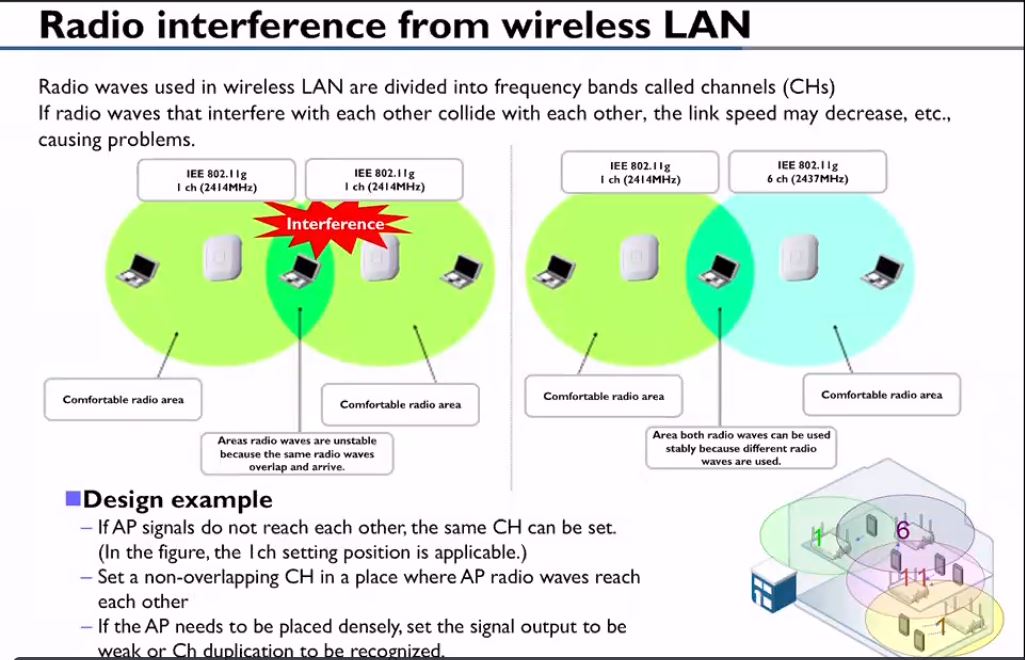 Radio interference from wireless LAN
Radio waves used in wireless LAN are divided into frequency bands called channels (CHs)
If radio waves that interfere with each other collide with each other, the link speed may decrease, etc.,
causing problems.
IEE 802.11g
1 ch (2414MHz)
IEE 802.11g
1 ch (2414MHz)
Interference
Comfortable radio area
Comfortable radio area
Areas radio waves are unstable
because the same radio waves
overlap and arrive.
IEE 802.11g
1 ch (2414MHz)
IEE 802.11g
6 ch (2437MHz)
Comfortable radio area
Comfortable radio area
Area both radio waves can be used
stably because different radio
waves are used.
■Design example
– If AP signals do not reach each other, the same CH can be set.
(In the figure, the 1ch setting position is applicable.)
– Set a non-overlapping CH in a place where AP radio waves reach
each other
– If the AP needs to be placed densely, set the signal output to be
weak or Ch duplication to be recognized.
1
6
11
1